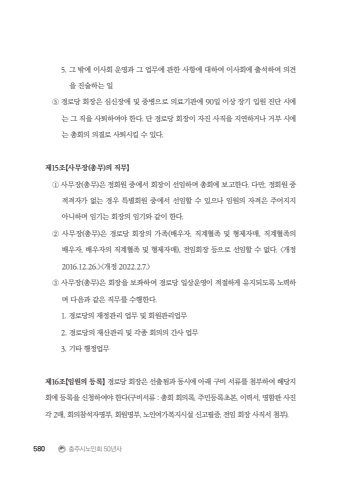 5. 그 밖에 이사회 운영과 그 업무에 관한 사항에 대하여 이사회에 출석하여 의견
을 진술하는 일
⑤ 경로당 회장은 심신장애 및 중병으로 의료기관에 90일 이상 장기 입원 진단 시에
는 그 직을 사퇴하여야 한다. 단 경로당 회장이 자진 사직을 지연하거나 거부 시에
는 총회의 의결로 사퇴시킬 수 있다.
제15조【사무장(총무)의 직무】
① 사무장(총무)은 정회원 중에서 회장이 선임하며 총회에 보고한다. 다만, 정회원 중
적격자가 없는 경우 특별회원 중에서 선임할 수 있으나 임원의 자격은 주어지지
아니하며 임기는 회장의 임기와 같이 한다.
② 사무장(총무)은 경로당 회장의 가족(배우자, 직계혈족 및 형제자매, 직계혈족의
배우자, 배우자의 직계혈족 및 형제자매), 전임회장 등으로 선임할 수 없다. <개정
2016.12.26.><개정 2022.2.7.>
③ 사무장(총무)은 회장을 보좌하여 경로당 일상운영이 적절하게 유지되도록 노력하
며 다음과 같은 직무를 수행한다.
1. 경로당의 재정관리 업무 및 회원관리업무
2. 경로당의 재산관리 및 각종 회의의 간사 업무
3. 기타 행정업무
제16조【임원의 등록】 경로당 회장은 선출됨과 동시에 아래 구비 서류를 첨부하여 해당지
회에 등록을 신청하여야 한다(구비서류 : 총회 회의록, 주민등록초본, 이력서, 명함판 사진
각 2매, 회의참석자명부, 회원명부, 노인여가복지시설 신고필증, 전임 회장 사직서 첨부).
580 충주시노인회 50년사